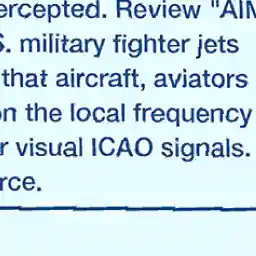 ercepted. Review "AIM
S. military fighter jets
that aircraft, aviators
on the local frequency
r visual ICAO signals.
rce.